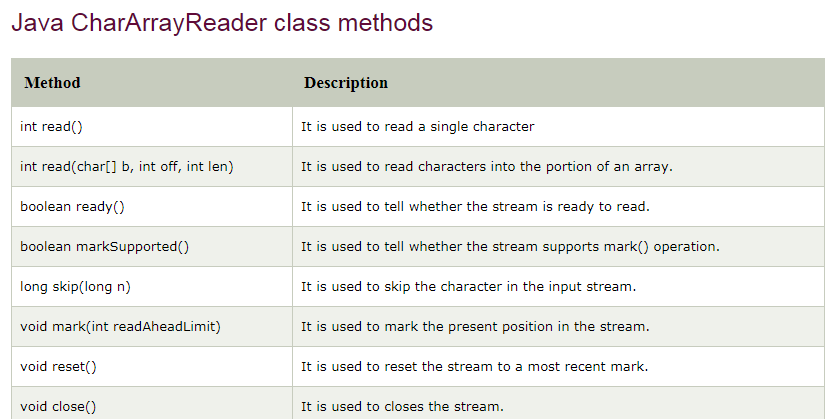 Java CharArrayReader class methods
Method Description
int read() It is used to read a single character
int read(char[] b, int off, int len) It is used to read characters into the portion of an array.
boolean ready() It is used to tell whether the stream is ready to read.
boolean markSupported() It is used to tell whether the stream supports mark() operation.
long skip(long n) It is used to skip the character in the input stream.
void mark(int readAheadLimit) It is used to mark the present position in the stream.
void reset() It is used to reset the stream to a most recent mark.
void close() It is used to closes the stream.